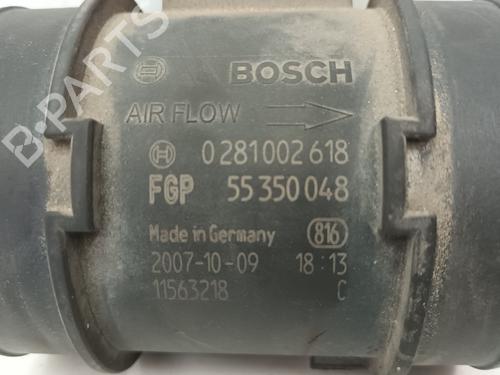 BOSCH
AIR FLOW
0 281 002 618
FGP 55 350 048
Made in Germany 816
2007-10-09 18:13
11563218 C
B-PARTS